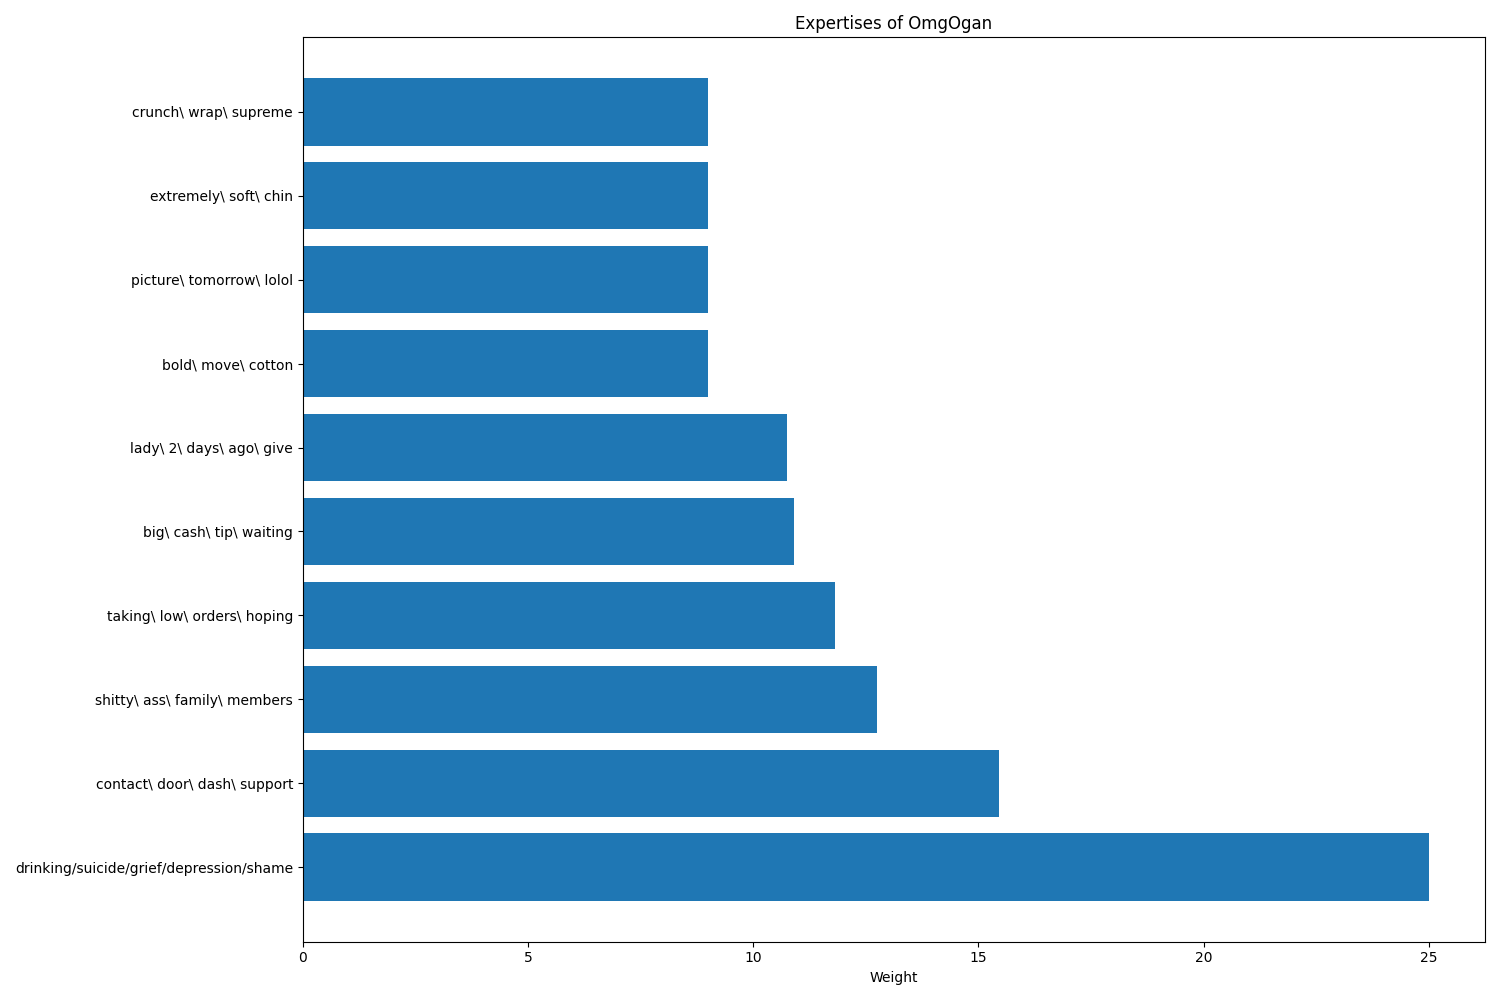 Expertises of OmgOgan
crunch\ wrap\ supreme
extremely\ soft\ chin
picture\ tomorrow\ lolol
bold\ move\ cotton
lady\ 2\ days\ ago\ give
big\ cash\ tip\ waiting
taking\ low\ orders\ hoping
shitty\ ass\ family\ members
contact\ door\ dash\ support
drinking/suicide/grief/depression/shame
0 5 10 15 20 25
Weight